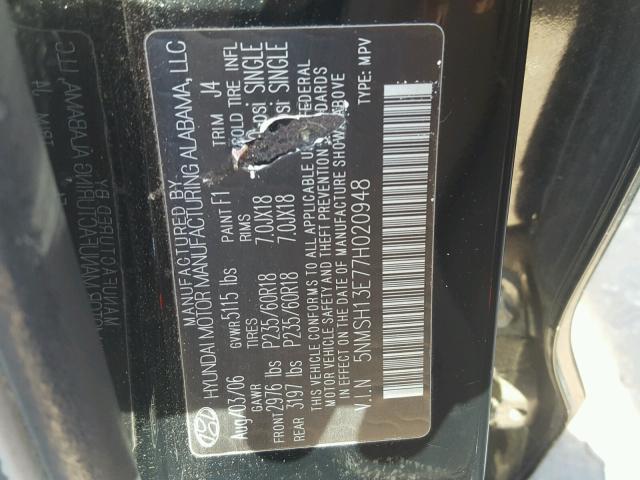 MANUFACTURED BY
HYUNDAI MOTOR MANUFACTURING ALABAMA, LLC
Aug/03/06 GVWR 5115 lbs PAINT F1 TRIM J4
GAWR TIRES RIMS COLD TIRE INFL
FRONT 2976 lbs P235/60R18 7.0JX18 psi SINGLE
REAR 3197 lbs P235/60R18 7.0JX18 psi SINGLE
THIS VEHICLE CONFORMS TO ALL APPLICABLE U.S. FEDERAL
MOTOR VEHICLE SAFETY AND THEFT PREVENTION STANDARDS
IN EFFECT ON THE DATE OF MANUFACTURE SHOWN ABOVE
V.I.N 5NMSH13E77H020948 TYPE: MPV